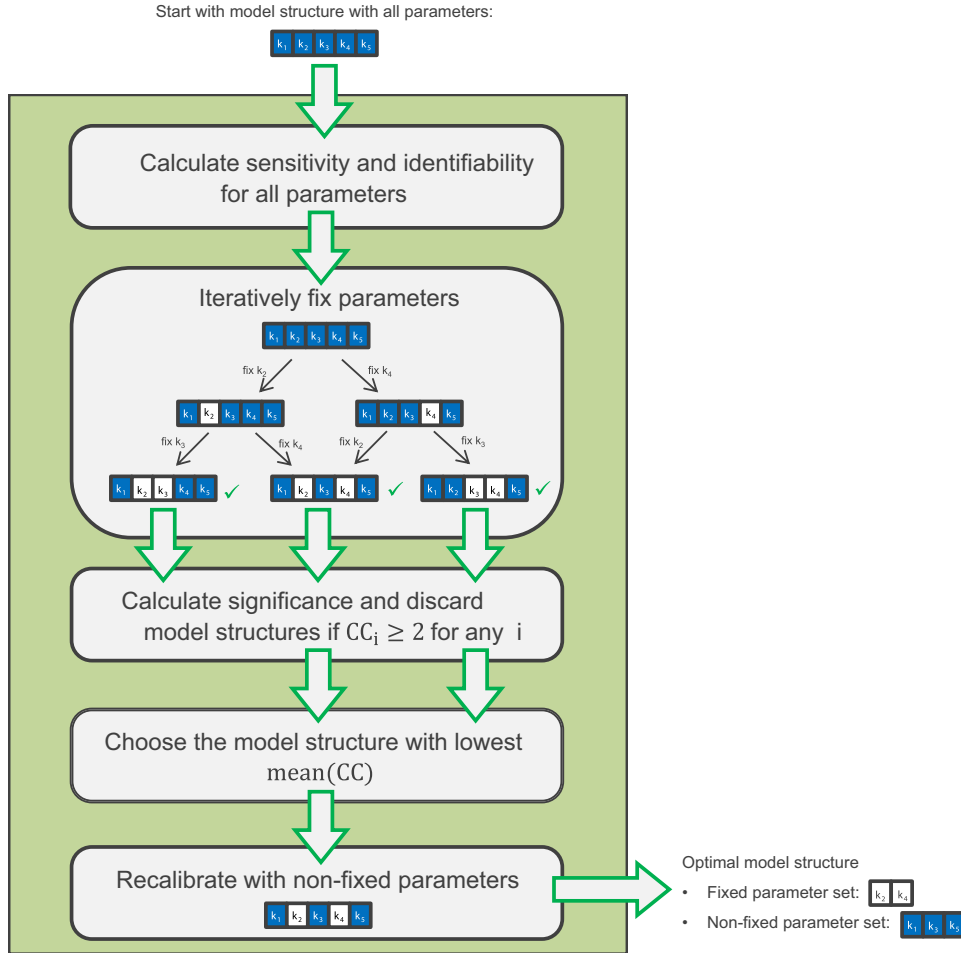 Start with model structure with all parameters:
k₁ k₂ k₃ k₄ k₅
Calculate sensitivity and identifiability
for all parameters
Iteratively fix parameters
k₁ k₂ k₃ k₄ k₅
fix k₂ fix k₄
k₁ k₂ k₃ k₄ k₅ k₁ k₂ k₃ k₄ k₅
fix k₃ fix k₄ fix k₂ fix k₃
k₁ k₂ k₃ k₄ k₅ ✓ k₁ k₂ k₃ k₄ k₅ ✓ k₁ k₂ k₃ k₄ k₅ ✓
Calculate significance and discard
model structures if CCᵢ ≥ 2 for any i
Choose the model structure with lowest
mean(CC)
Recalibrate with non-fixed parameters
k₁ k₂ k₃ k₄ k₅
Optimal model structure
• Fixed parameter set: k₂ k₄
• Non-fixed parameter set: k₁ k₃ k₅